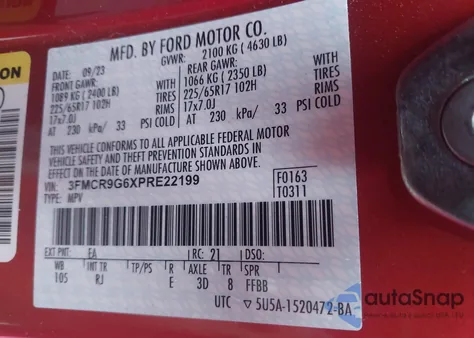 MFD. BY FORD MOTOR CO.
GVWR: 2100 KG (4630 LB)
DATE: 09/23
FRONT GAWR:
1089 KG (2400 LB)
225/65R17 102H TIRES
17x7.0J RIMS
AT 230 kPa/ 33 PSI COLD
REAR GAWR:
1066 KG (2350 LB)
225/65R17 102H TIRES
17x7.0J RIMS
AT 230 kPa/ 33 PSI COLD
THIS VEHICLE CONFORMS TO ALL APPLICABLE FEDERAL MOTOR
VEHICLE SAFETY AND THEFT PREVENTION STANDARDS IN
EFFECT ON THE DATE OF MANUFACTURE SHOWN ABOVE.
VIN: 3FMCR9G6XPRE22199
TYPE: MPV
F0163
T0311
EXT PNT: EA RC: 21 DSO:
WB INT TR TP/PS R AXLE TR SPR
105 RJ E 3D 8 FFBB
UTC ▽ 5U5A-1520472-BA
autoSnap